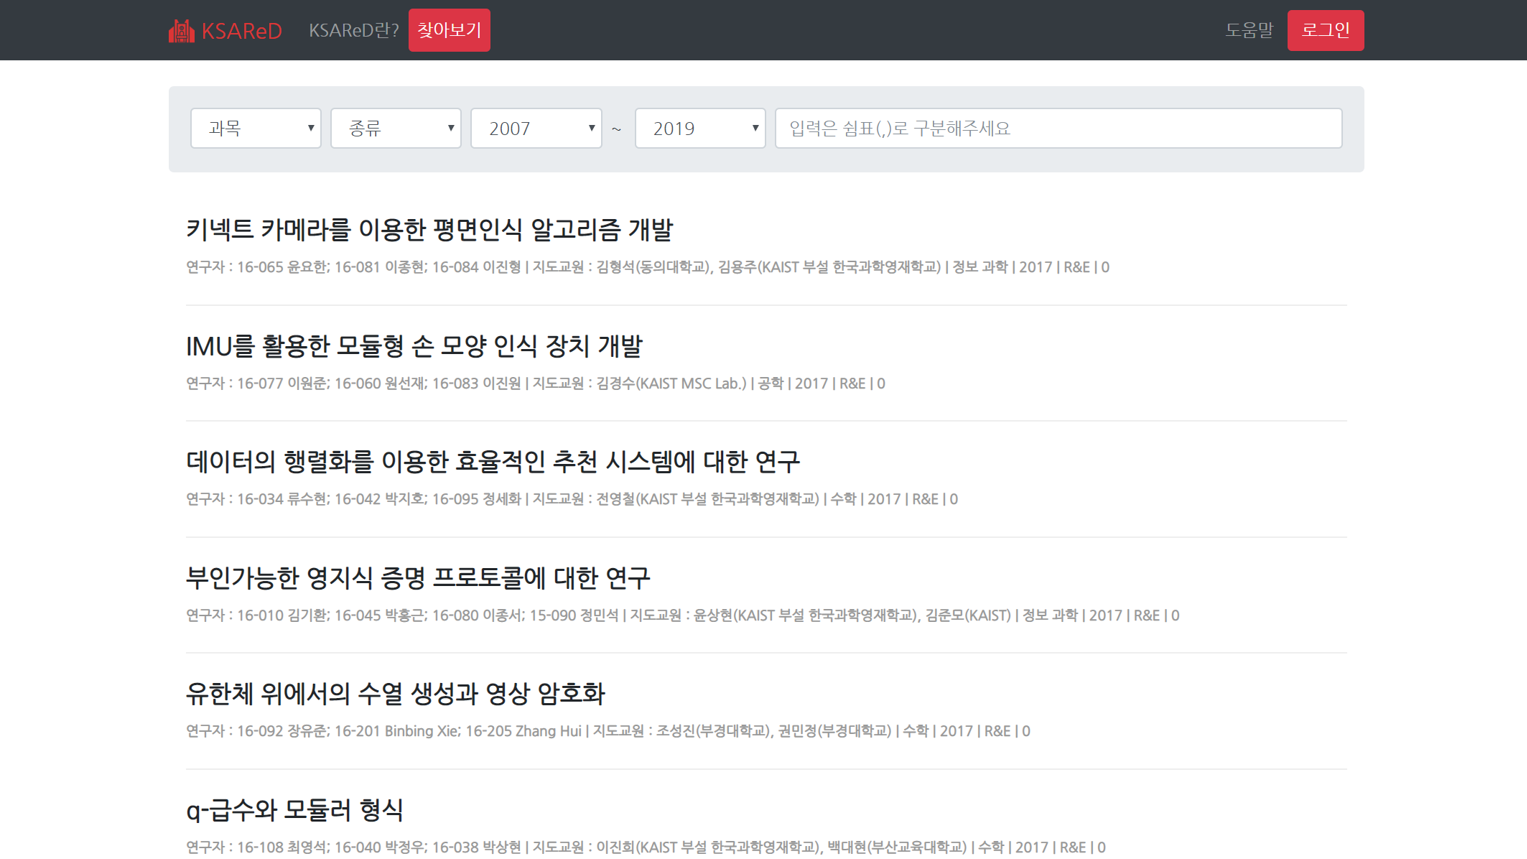 KSAReD KSAReD란? 찾아보기 도움말 로그인
과목 종류 2007 ~ 2019 입력은 쉼표(,)로 구분해주세요
키넥트 카메라를 이용한 평면인식 알고리즘 개발
연구자 : 16-065 윤요한; 16-081 이종현; 16-084 이진형 | 지도교원 : 김형석(동의대학교), 김용주(KAIST 부설 한국과학영재학교) | 정보 과학 | 2017 | R&E | 0
IMU를 활용한 모듈형 손 모양 인식 장치 개발
연구자 : 16-077 이원준; 16-060 원선재; 16-083 이진원 | 지도교원 : 김경수(KAIST MSC Lab.) | 공학 | 2017 | R&E | 0
데이터의 행렬화를 이용한 효율적인 추천 시스템에 대한 연구
연구자 : 16-034 류수현; 16-042 박지호; 16-095 정세화 | 지도교원 : 전영철(KAIST 부설 한국과학영재학교) | 수학 | 2017 | R&E | 0
부인가능한 영지식 증명 프로토콜에 대한 연구
연구자 : 16-010 김기환; 16-045 박홍근; 16-080 이종서; 15-090 정민석 | 지도교원 : 윤상현(KAIST 부설 한국과학영재학교), 김준모(KAIST) | 정보 과학 | 2017 | R&E | 0
유한체 위에서의 수열 생성과 영상 암호화
연구자 : 16-092 장유준; 16-201 Binbing Xie; 16-205 Zhang Hui | 지도교원 : 조성진(부경대학교), 권민정(부경대학교) | 수학 | 2017 | R&E | 0
q-급수와 모듈러 형식
연구자 : 16-108 최영석; 16-040 박정우; 16-038 박상현 | 지도교원 : 이진희(KAIST 부설 한국과학영재학교), 백대현(부산교육대학교) | 수학 | 2017 | R&E | 0